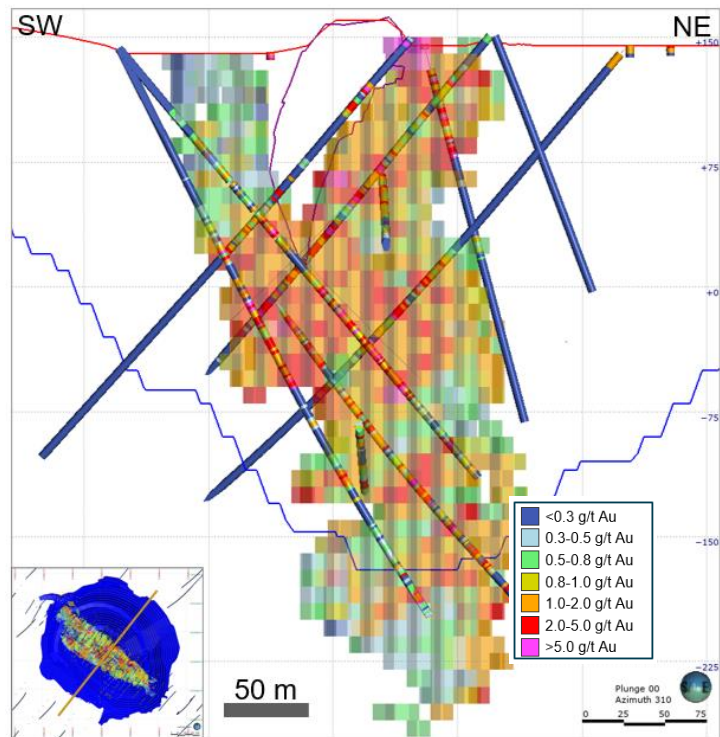 SW
NE
+150
+75
+0
-75
-150
-225
<0.3 g/t Au
0.3-0.5 g/t Au
0.5-0.8 g/t Au
0.8-1.0 g/t Au
1.0-2.0 g/t Au
2.0-5.0 g/t Au
>5.0 g/t Au
50 m
Plunge 00
Azimuth 310
S E
0 25 50 75